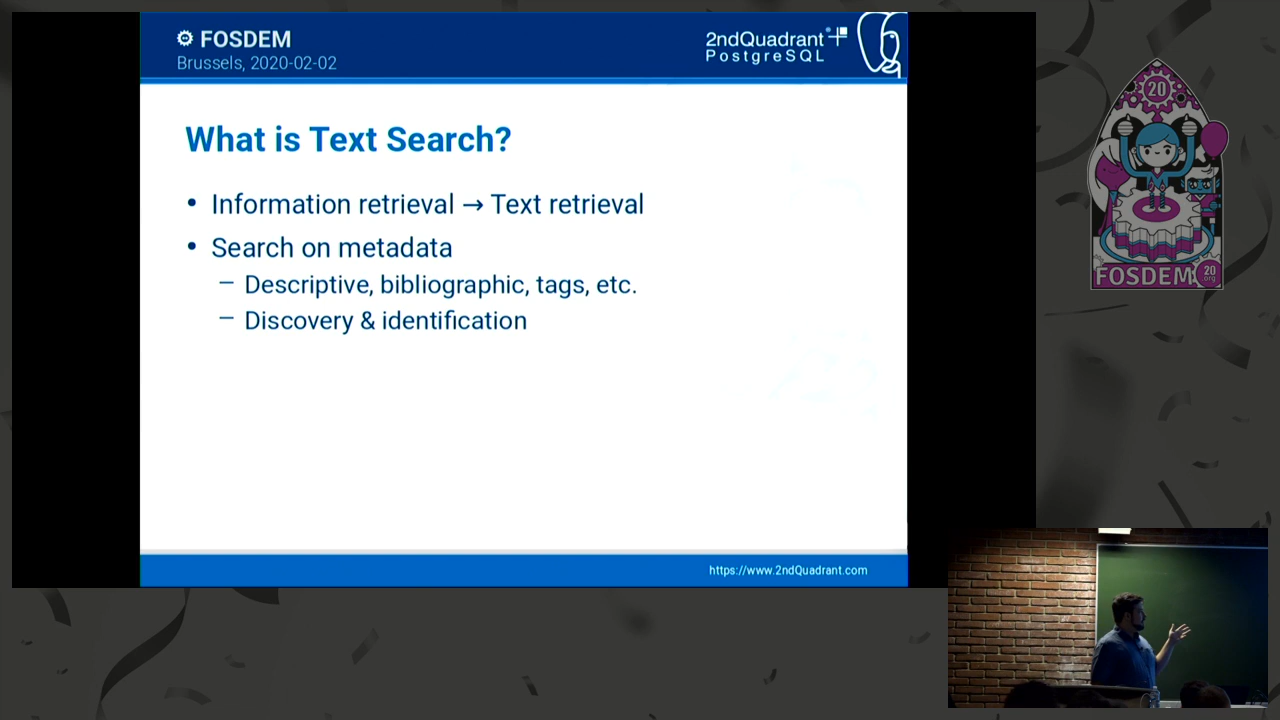 FOSDEM
Brussels, 2020-02-02
2ndQuadrant
PostgreSQL
What is Text Search?
• Information retrieval → Text retrieval
• Search on metadata
– Descriptive, bibliographic, tags, etc.
– Discovery & identification
https://www.2ndQuadrant.com
20
FOSDEM
20
org